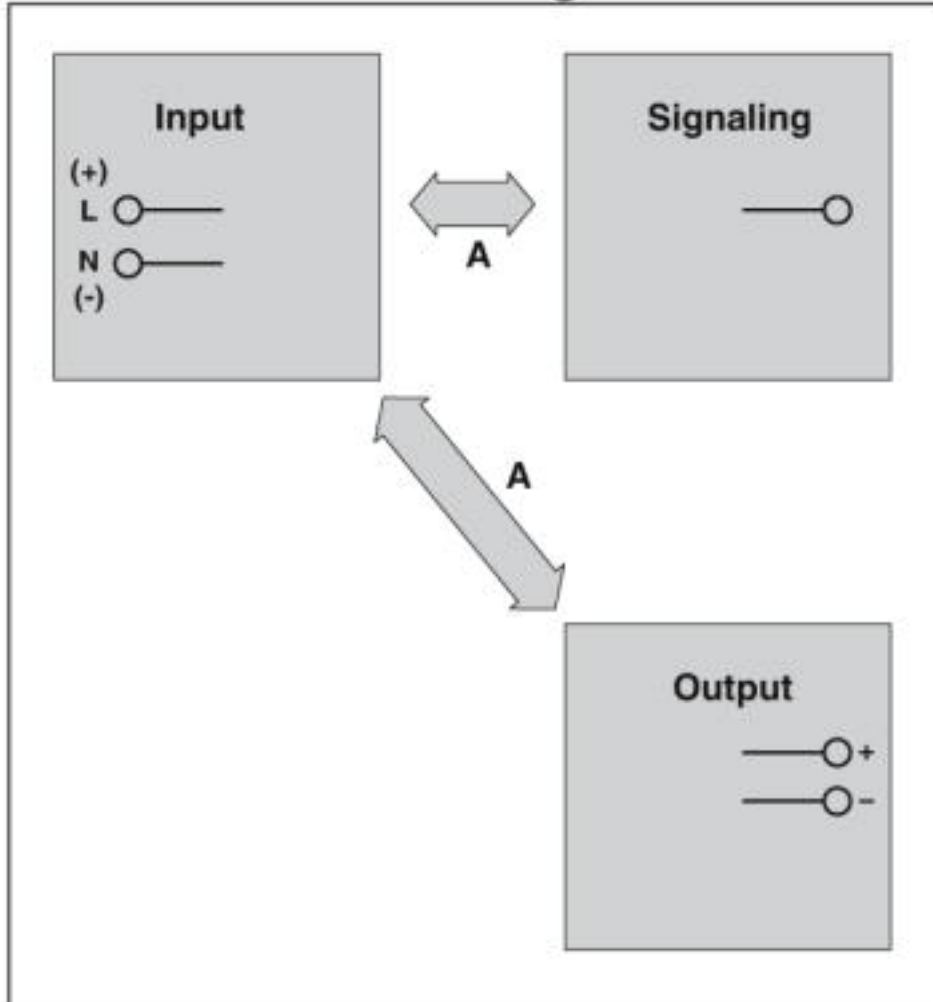 Input
(+)
L
N
(-)
Signaling
A
A
Output
+
–